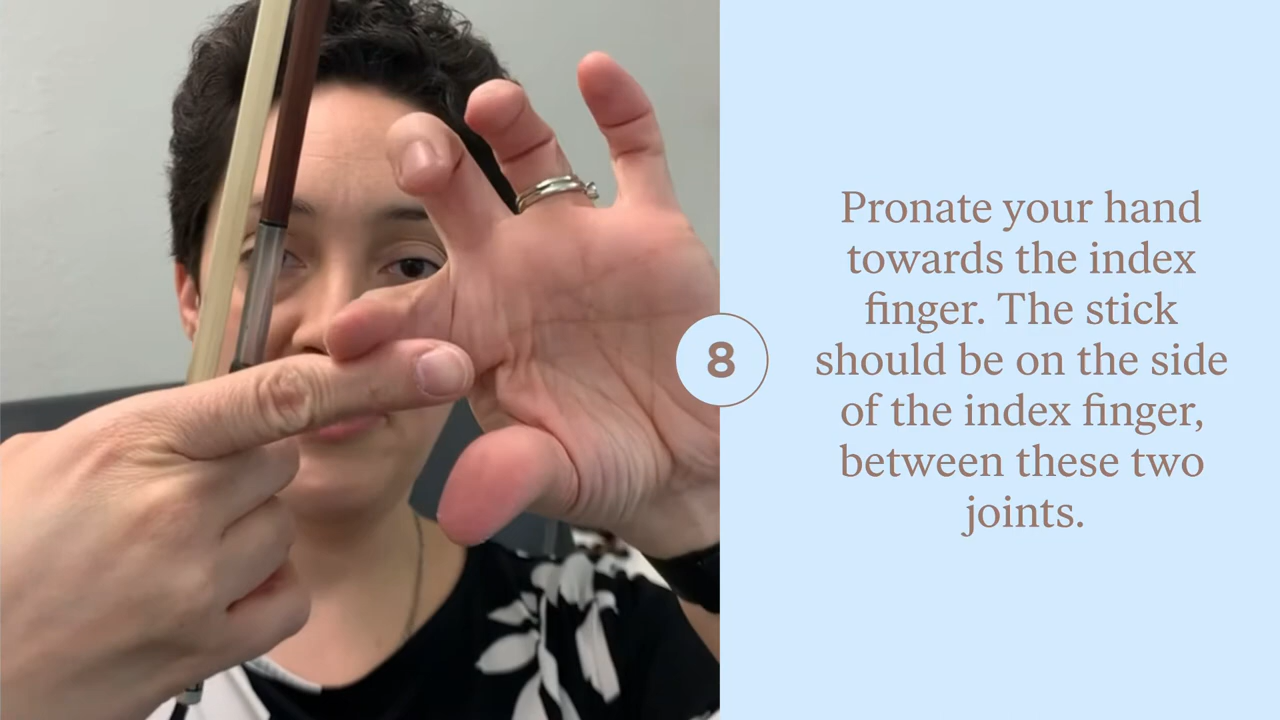 8
Pronate your hand
towards the index
finger. The stick
should be on the side
of the index finger,
between these two
joints.